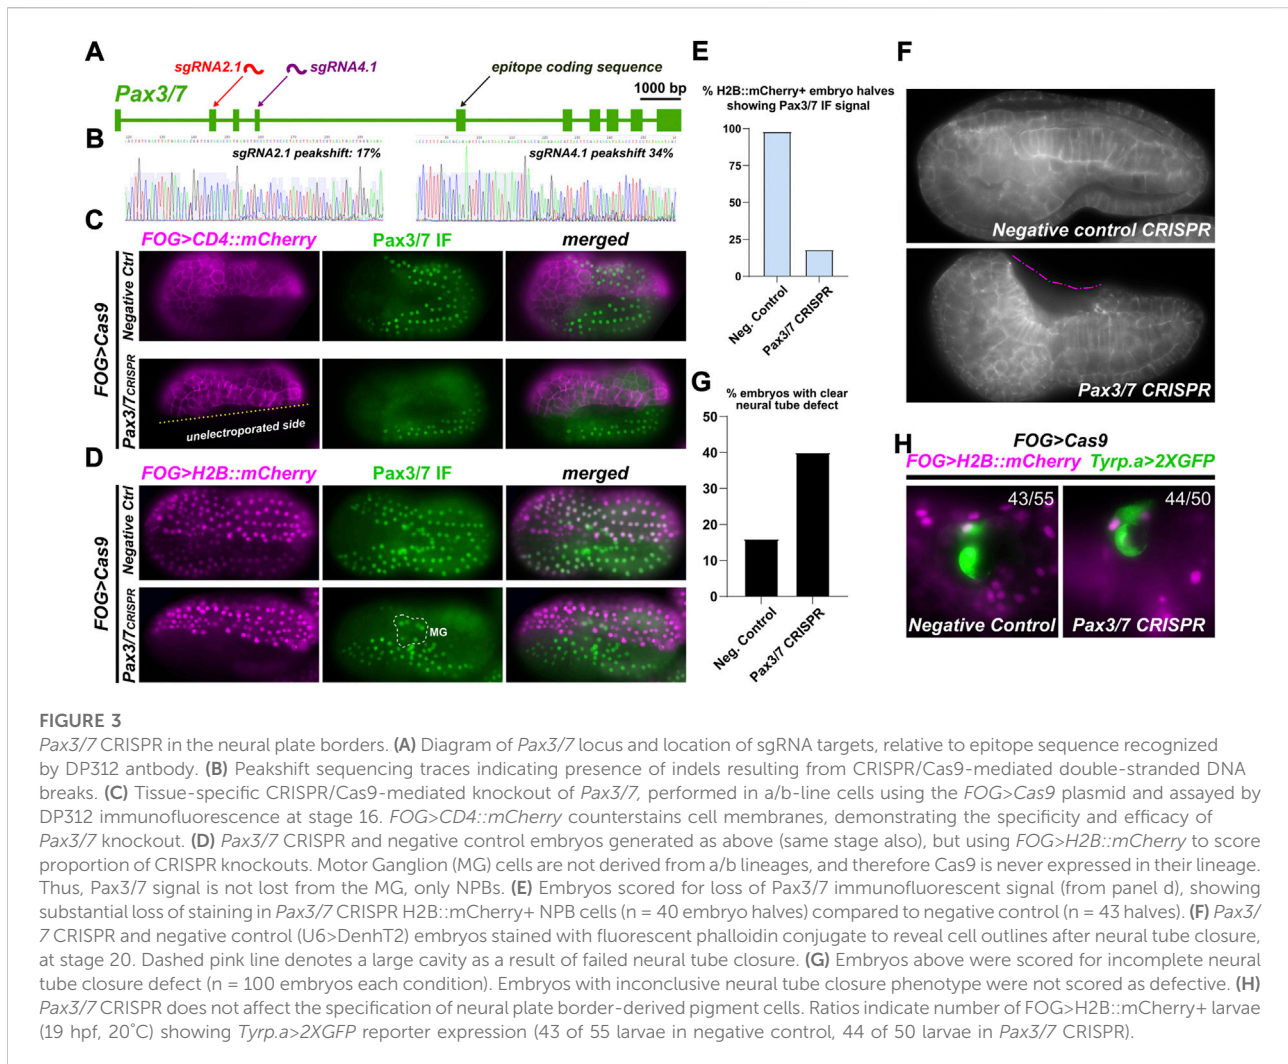 A
sgRNA2.1
sgRNA4.1
epitope coding sequence
Pax3/7
1000 bp
B
sgRNA2.1 peakshift: 17%
sgRNA4.1 peakshift 34%
C
FOG>CD4::mCherry
Pax3/7 IF
merged
FOG>Cas9
Negative Ctrl
Pax3/7CRISPR
unelectroporated side
D
FOG>H2B::mCherry
Pax3/7 IF
merged
FOG>Cas9
Negative Ctrl
Pax3/7CRISPR
MG
E
% H2B::mCherry+ embryo halves
showing Pax3/7 IF signal
100
75
50
25
0
Neg. Control
Pax3/7 CRISPR
G
% embryos with clear
neural tube defect
50
40
30
20
10
0
Neg. Control
Pax3/7 CRISPR
F
Negative control CRISPR
Pax3/7 CRISPR
H
FOG>Cas9
FOG>H2B::mCherry Tyrp.a>2XGFP
43/55
Negative Control
44/50
Pax3/7 CRISPR
FIGURE 3
Pax3/7 CRISPR in the neural plate borders. (A) Diagram of Pax3/7 locus and location of sgRNA targets, relative to epitope sequence recognized
by DP312 antbody. (B) Peakshift sequencing traces indicating presence of indels resulting from CRISPR/Cas9-mediated double-stranded DNA
breaks. (C) Tissue-specific CRISPR/Cas9-mediated knockout of Pax3/7, performed in a/b-line cells using the FOG>Cas9 plasmid and assayed by
DP312 immunofluorescence at stage 16. FOG>CD4::mCherry counterstains cell membranes, demonstrating the specificity and efficacy of
Pax3/7 knockout. (D) Pax3/7 CRISPR and negative control embryos generated as above (same stage also), but using FOG>H2B::mCherry to score
proportion of CRISPR knockouts. Motor Ganglion (MG) cells are not derived from a/b lineages, and therefore Cas9 is never expressed in their lineage.
Thus, Pax3/7 signal is not lost from the MG, only NPBs. (E) Embryos scored for loss of Pax3/7 immunofluorescent signal (from panel d), showing
substantial loss of staining in Pax3/7 CRISPR H2B::mCherry+ NPB cells (n = 40 embryo halves) compared to negative control (n = 43 halves). (F) Pax3/
7 CRISPR and negative control (U6>DenhT2) embryos stained with fluorescent phalloidin conjugate to reveal cell outlines after neural tube closure,
at stage 20. Dashed pink line denotes a large cavity as a result of failed neural tube closure. (G) Embryos above were scored for incomplete neural
tube closure defect (n = 100 embryos each condition). Embryos with inconclusive neural tube closure phenotype were not scored as defective. (H)
Pax3/7 CRISPR does not affect the specification of neural plate border-derived pigment cells. Ratios indicate number of FOG>H2B::mCherry+ larvae
(19 hpf, 20°C) showing Tyrp.a>2XGFP reporter expression (43 of 55 larvae in negative control, 44 of 50 larvae in Pax3/7 CRISPR).